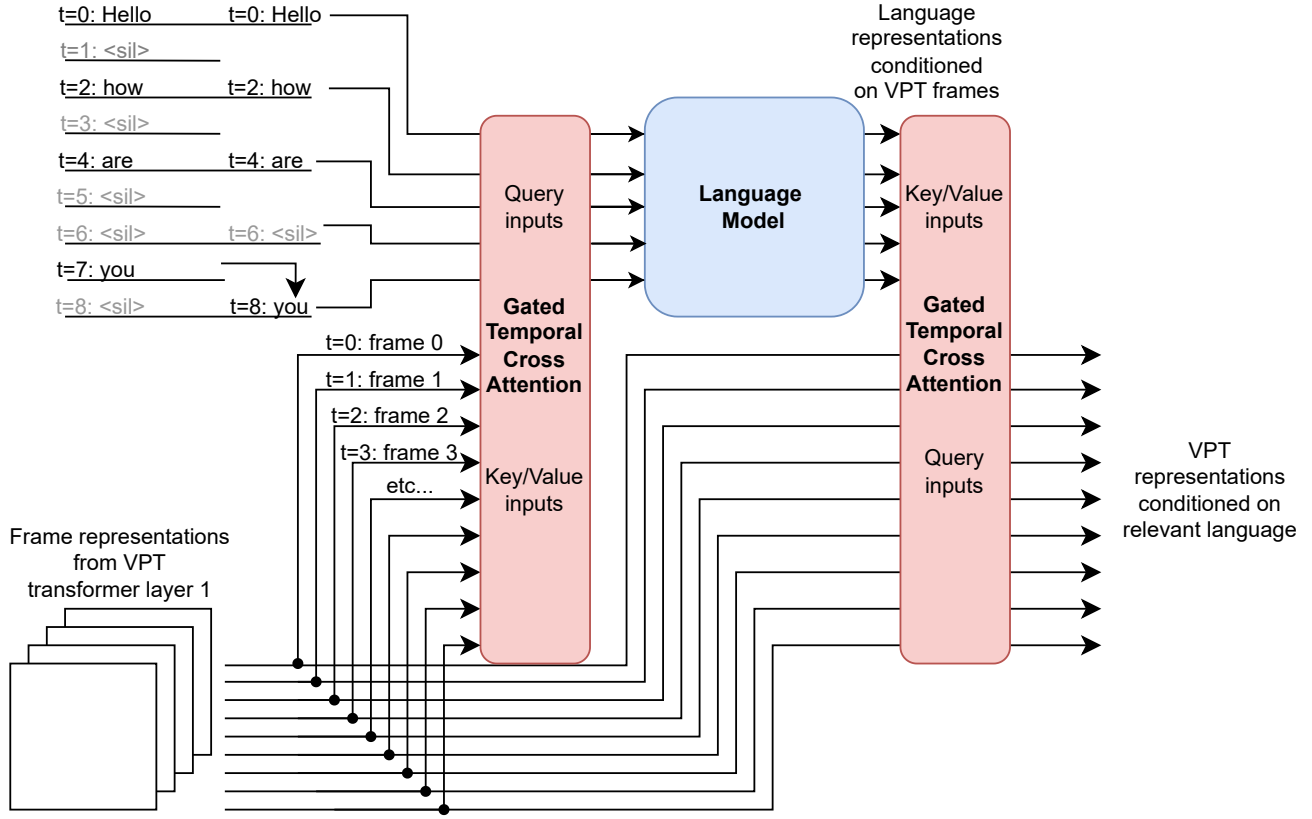 t=0: Hello
t=0: Hello
t=1: <sil>
t=2: how
t=2: how
t=3: <sil>
t=4: are
t=4: are
t=5: <sil>
t=6: <sil>
t=6: <sil>
t=7: you
t=8: <sil>
t=8: you
t=0: frame 0
t=1: frame 1
t=2: frame 2
t=3: frame 3
etc...
Frame representations
from VPT
transformer layer 1
Query
inputs
Gated
Temporal
Cross
Attention
Key/Value
inputs
Language
Model
Language
representations
conditioned
on VPT frames
Key/Value
inputs
Gated
Temporal
Cross
Attention
Query
inputs
VPT
representations
conditioned on
relevant language